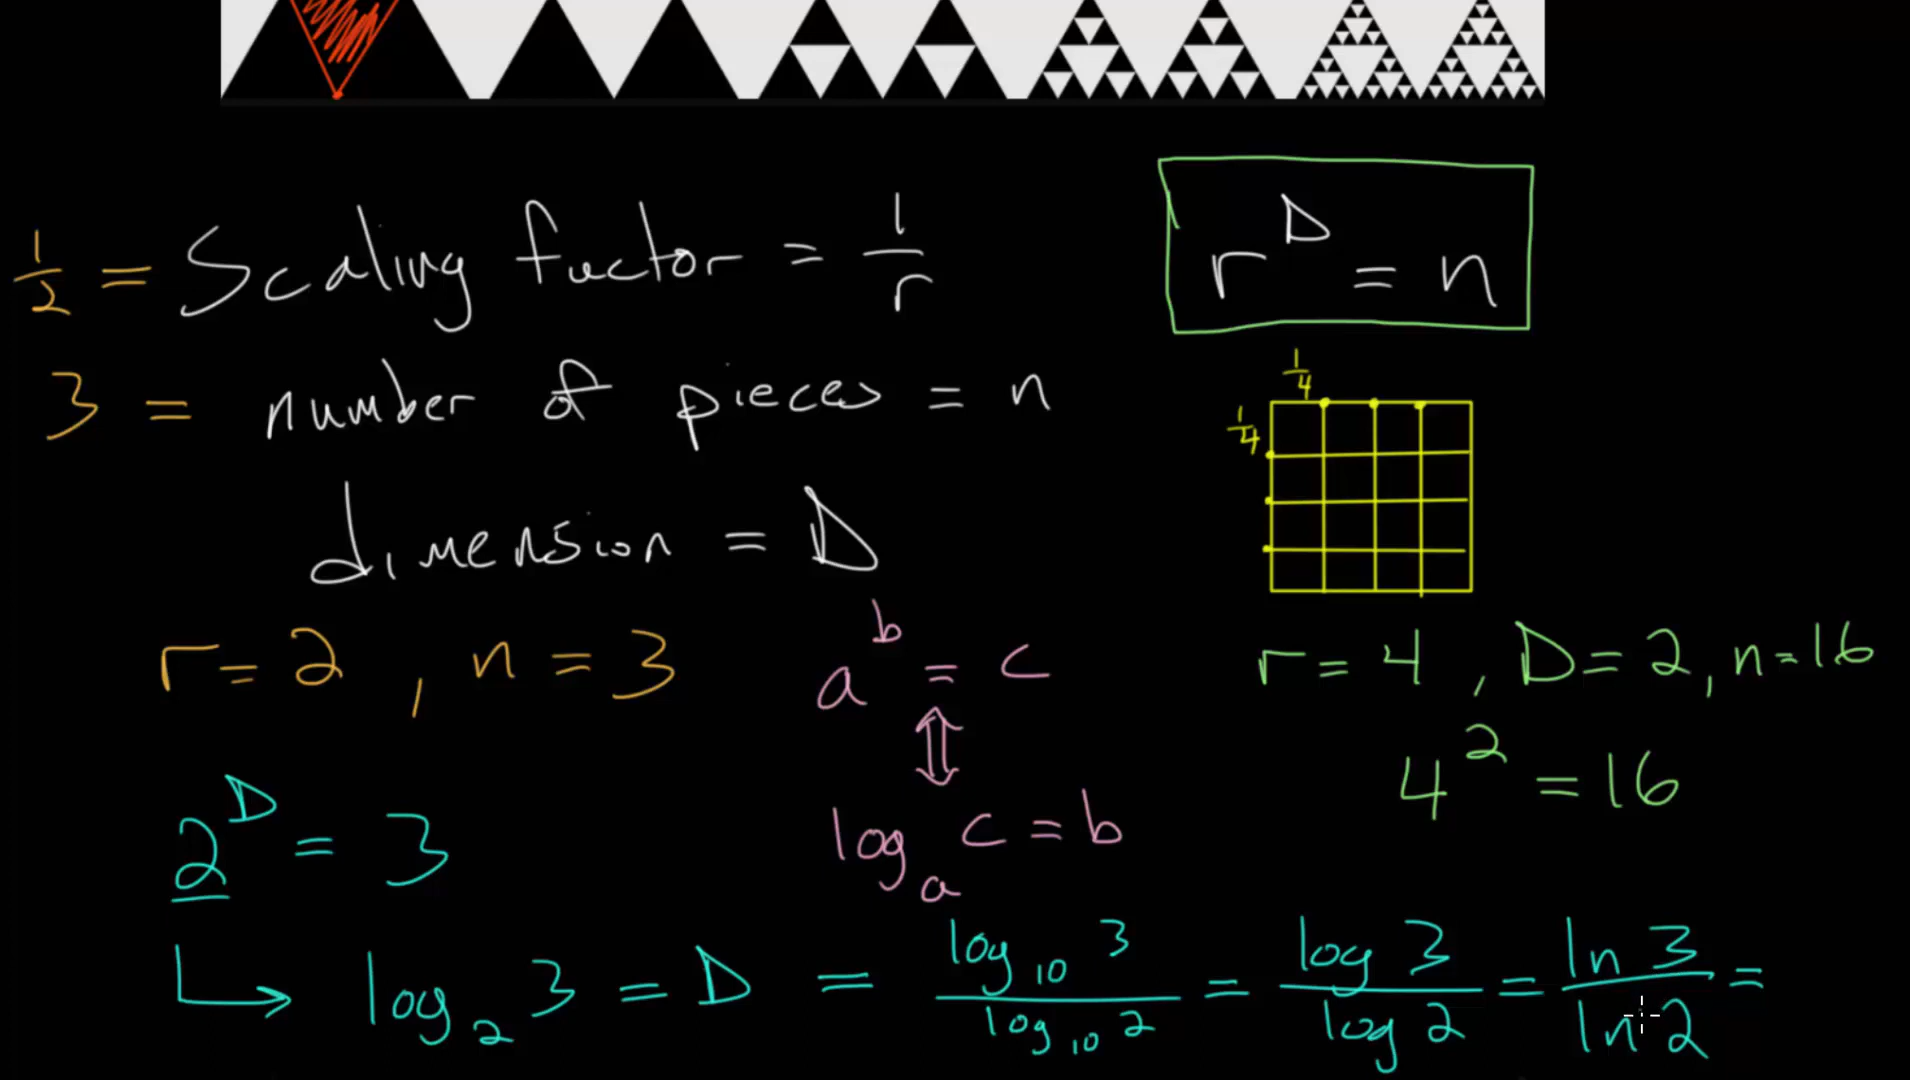 1/2 = Scaling factor = 1/r
r^D = n
3 = number of pieces = n
1/4
1/4
dimension = D
r = 2 , n = 3
a^b = c
r = 4 , D = 2 , n = 16
4^2 = 16
2^D = 3
log_a c = b
log_2 3 = D = log_10 3 / log_10 2 = log 3 / log 2 = ln 3 / ln 2 =